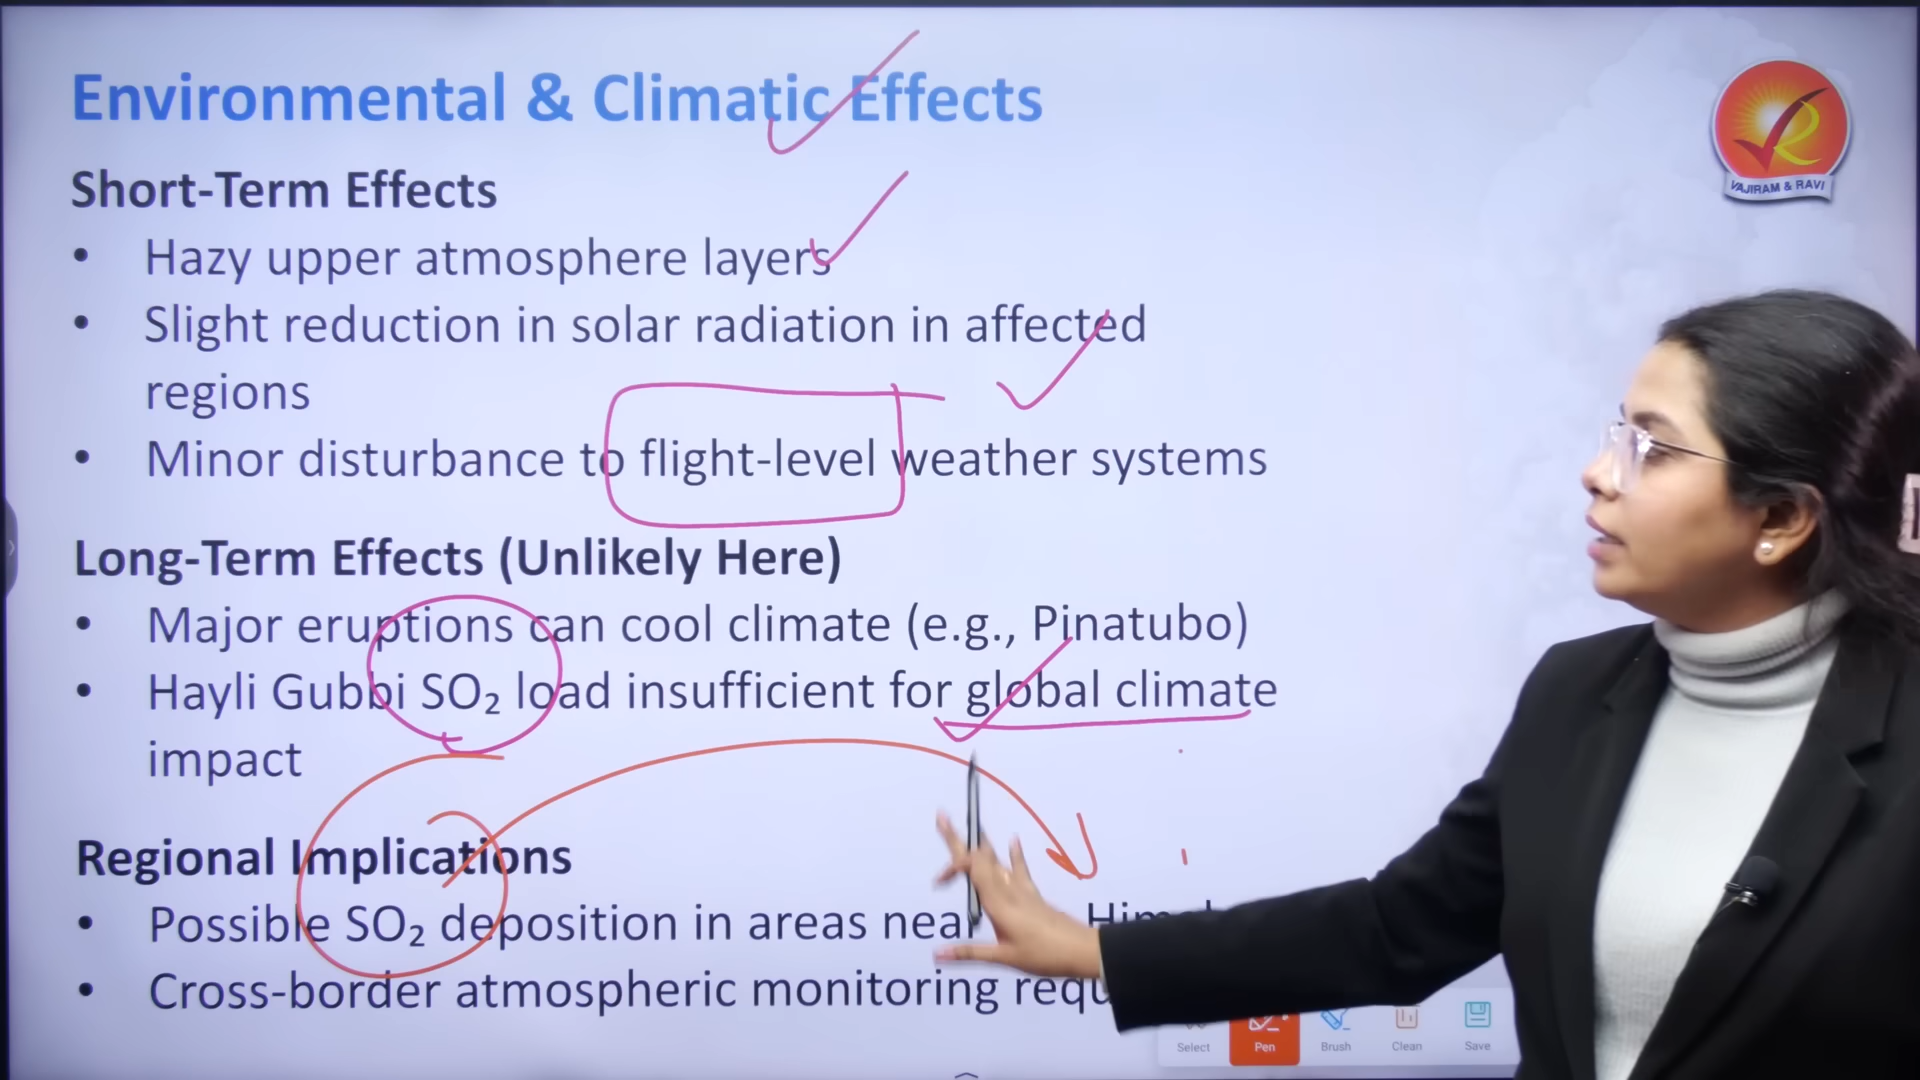 Environmental & Climatic Effects
VAJIRAM & RAVI
Short-Term Effects
• Hazy upper atmosphere layers
• Slight reduction in solar radiation in affected
regions
• Minor disturbance to flight-level weather systems
Long-Term Effects (Unlikely Here)
• Major eruptions can cool climate (e.g., Pinatubo)
• Hayli Gubbi SO₂ load insufficient for global climate
impact
Regional Implications
• Possible SO₂ deposition in areas near
• Cross-border atmospheric monitoring
Select Pen Brush Clean Save